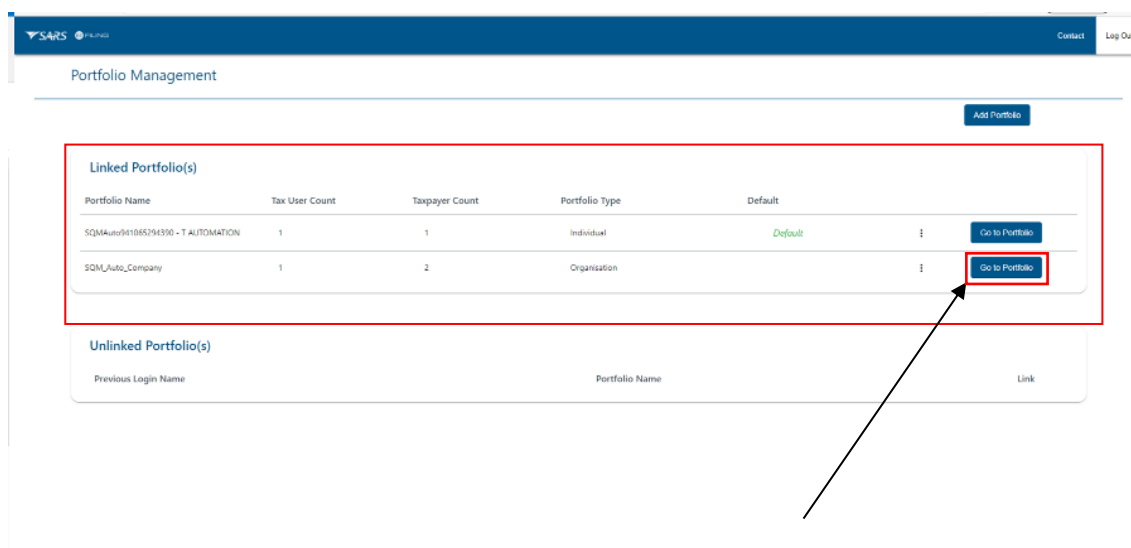 SARS eFILING
Contact
Log Ou
Portfolio Management
Add Portfolio
Linked Portfolio(s)
Portfolio Name Tax User Count Taxpayer Count Portfolio Type Default
SQMAuto941065294390 - T AUTOMATION 1 1 Individual Default Go to Portfolio
SQM_Auto_Company 1 2 Organisation Go to Portfolio
Unlinked Portfolio(s)
Previous Login Name Portfolio Name Link